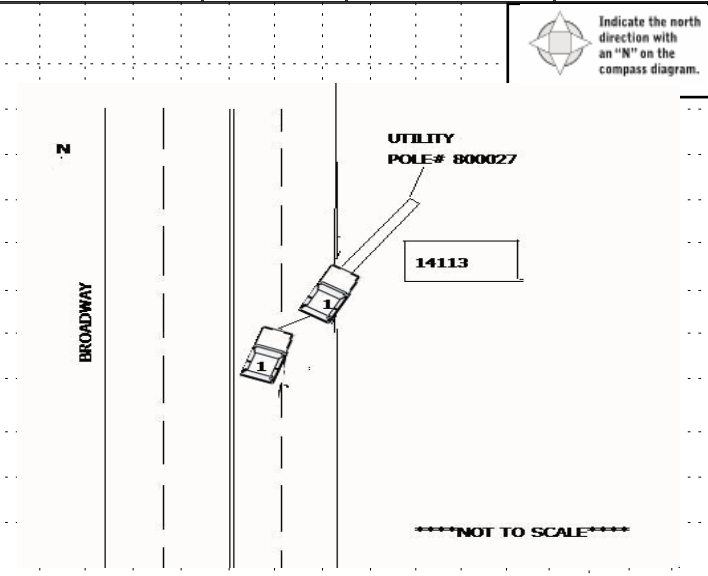 Indicate the north
direction with
an “N” on the
compass diagram.
N
UTILITY
POLE# 800027
14113
1
BROADWAY
1
****NOT TO SCALE****